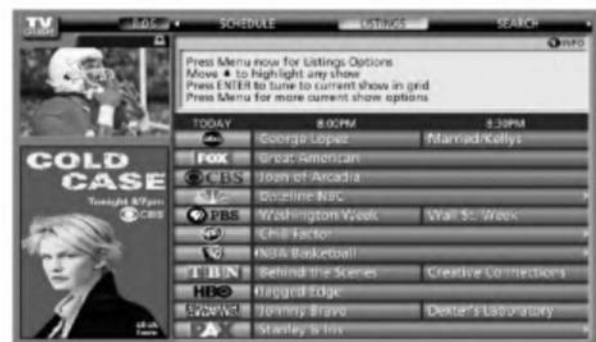 TV
GUIDE
8:05 SCHEDULE LISTINGS SEARCH
INFO
Press Menu now for Listings Options
Move to highlight any show
Press ENTER to tune to current show in grid
Press Menu for more current show options
TODAY 8:00PM 8:30PM
abc George Lopez Married/Kellys
FOX Great American
CBS Joan of Arcadia
Dateline NBC
PBS Washington Week Wall St. Week
Chill Factor
NBA Basketball
TBN Behind the Scenes Creative Connections
HBO Jagged Edge
Johnny Bravo Dexter's Laboratory
PAX Stanley & Iris
COLD
CASE
Tonight 8/7pm
CBS